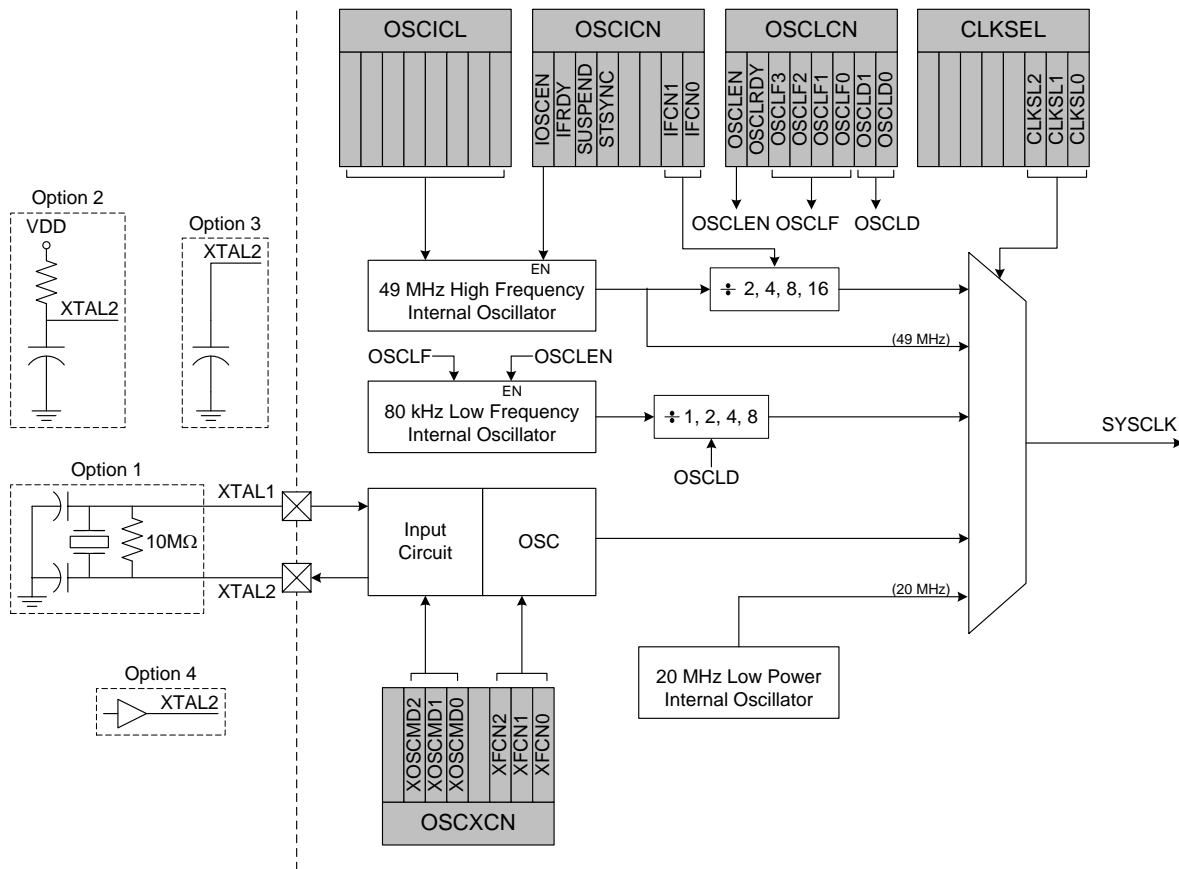 OSCICL
OSCICN
OSCLCN
CLKSEL
IOSCEN
IFRDY
SUSPEND
STSYNC
IFCN1
IFCN0
OSCLEN
OSCLRDY
OSCLF3
OSCLF2
OSCLF1
OSCLF0
OSCLD1
OSCLD0
CLKSL2
CLKSL1
CLKSL0
OSCLEN
OSCLF
OSCLD
Option 2
VDD
XTAL2
Option 3
XTAL2
EN
49 MHz High Frequency
Internal Oscillator
÷ 2, 4, 8, 16
(49 MHz)
OSCLF
OSCLEN
EN
80 kHz Low Frequency
Internal Oscillator
÷ 1, 2, 4, 8
OSCLD
SYSCLK
Option 1
XTAL1
10MΩ
XTAL2
Input
Circuit
OSC
(20 MHz)
20 MHz Low Power
Internal Oscillator
Option 4
XTAL2
XOSCMD2
XOSCMD1
XOSCMD0
XFCN2
XFCN1
XFCN0
OSCXCN